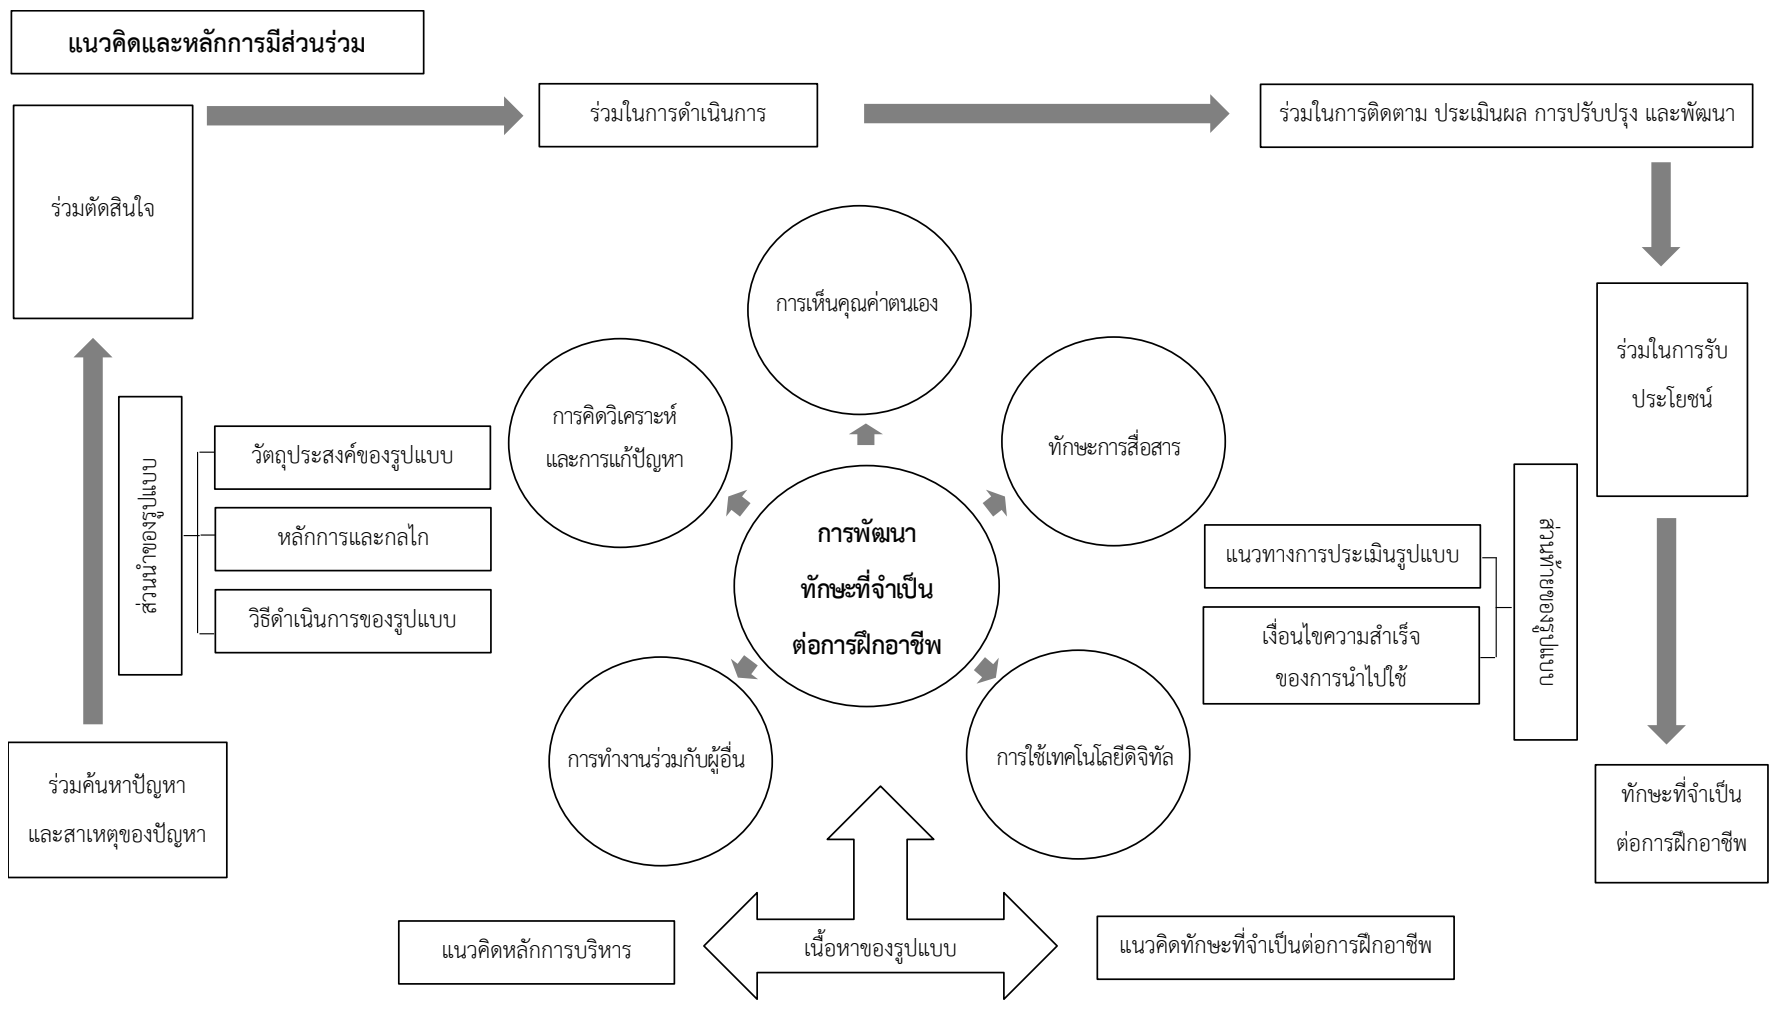 แนวคิดและหลักการมีส่วนร่วม
ร่วมในการดำเนินการ
ร่วมในการติดตาม ประเมินผล การปรับปรุง และพัฒนา
ร่วมตัดสินใจ
การเห็นคุณค่าตนเอง
ร่วมในการรับ
ประโยชน์
การคิดวิเคราะห์
และการแก้ปัญหา
ทักษะการสื่อสาร
ส่วนนำของรูปแบบ
วัตถุประสงค์ของรูปแบบ
หลักการและกลไก
วิธีดำเนินการของรูปแบบ
การพัฒนา
ทักษะที่จำเป็น
ต่อการฝึกอาชีพ
แนวทางการประเมินรูปแบบ
เงื่อนไขความสำเร็จ
ของการนำไปใช้
ส่วนท้ายของรูปแบบ
การทำงานร่วมกับผู้อื่น
การใช้เทคโนโลยีดิจิทัล
ร่วมค้นหาปัญหา
และสาเหตุของปัญหา
ทักษะที่จำเป็น
ต่อการฝึกอาชีพ
แนวคิดหลักการบริหาร
เนื้อหาของรูปแบบ
แนวคิดทักษะที่จำเป็นต่อการฝึกอาชีพ